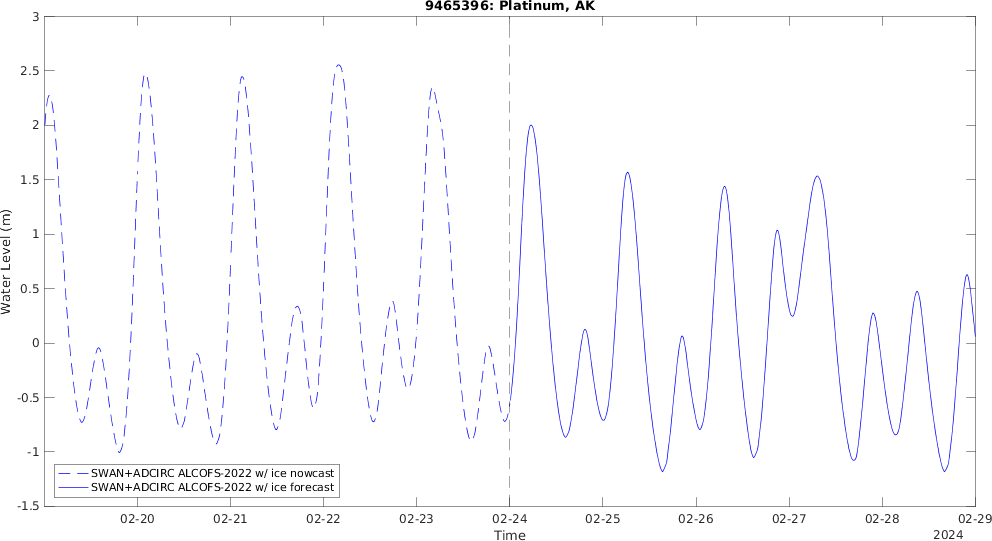 9465396: Platinum, AK
3
2.5
2
1.5
1
0.5
0
-0.5
-1
-1.5
Water Level (m)
SWAN+ADCIRC ALCOFS-2022 w/ ice nowcast
SWAN+ADCIRC ALCOFS-2022 w/ ice forecast
02-20 02-21 02-22 02-23 02-24 02-25 02-26 02-27 02-28 02-29
Time
2024